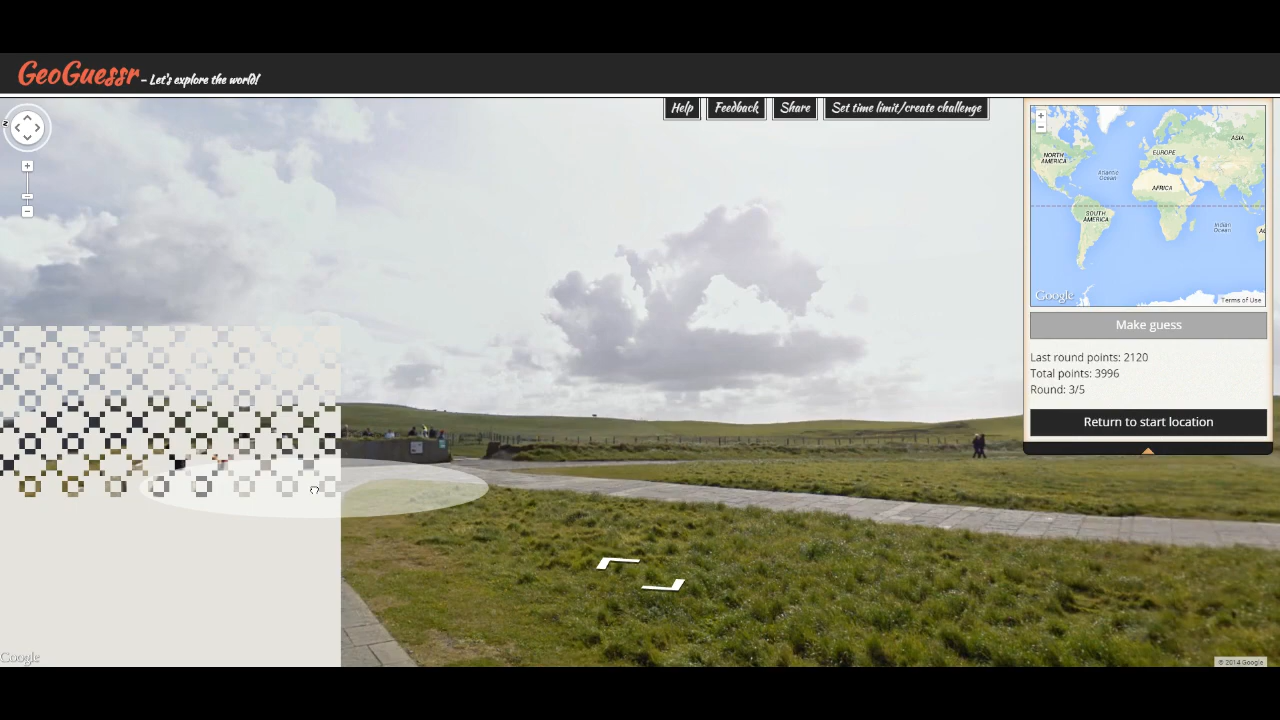 GeoGuessr - Let's explore the world!
Help
Feedback
Share
Set time limit/create challenge
NORTH
AMERICA
EUROPE
ASIA
Atlantic
Ocean
AFRICA
SOUTH
AMERICA
Indian
Ocean
Google
Terms of Use
Make guess
Last round points: 2120
Total points: 3996
Round: 3/5
Return to start location
Google
© 2014 Google